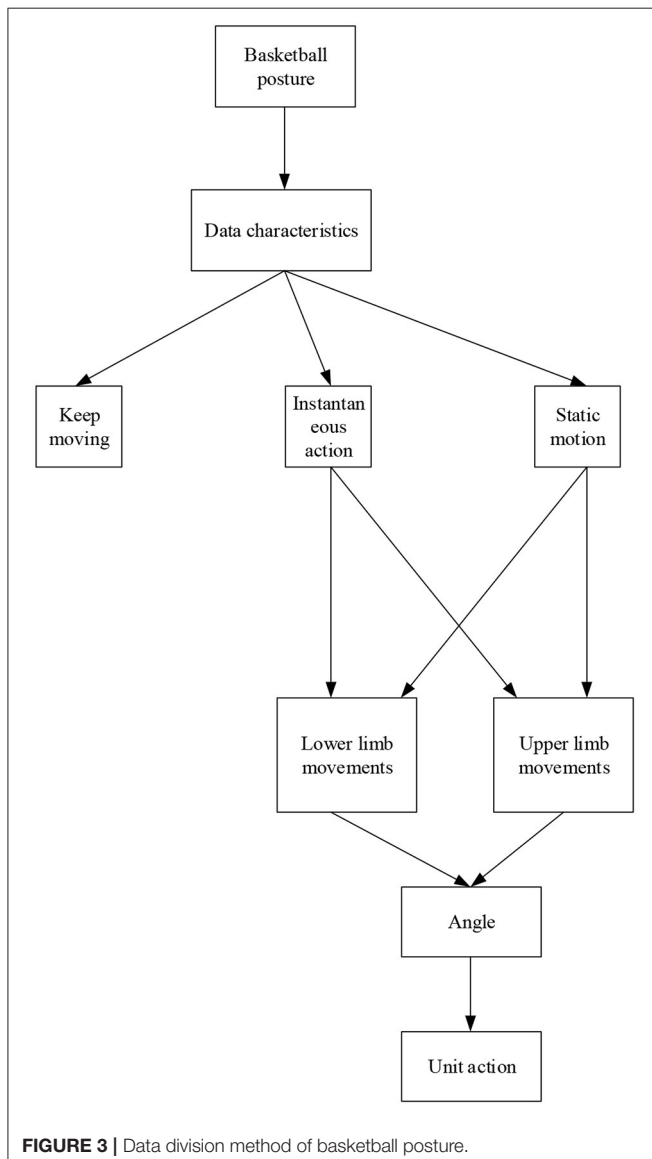 Basketball
posture
Data characteristics
Keep
moving
Instantan
eous
action
Static
motion
Lower limb
movements
Upper limb
movements
Angle
Unit action
FIGURE 3 | Data division method of basketball posture.